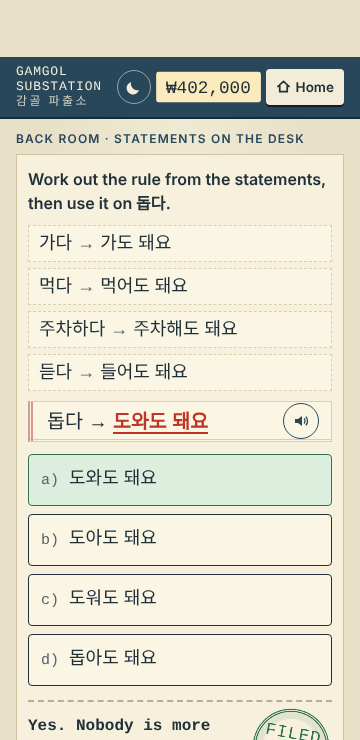 GAMGOL
SUBSTATION
감골 파출소
₩402,000
Home
BACK ROOM · STATEMENTS ON THE DESK
Work out the rule from the statements,
then use it on 돕다.
가다 → 가도 돼요
먹다 → 먹어도 돼요
주차하다 → 주차해도 돼요
듣다 → 들어도 돼요
돕다 → 도와도 돼요
a) 도와도 돼요
b) 도아도 돼요
c) 도워도 돼요
d) 돕아도 돼요
Yes. Nobody is more
FILED